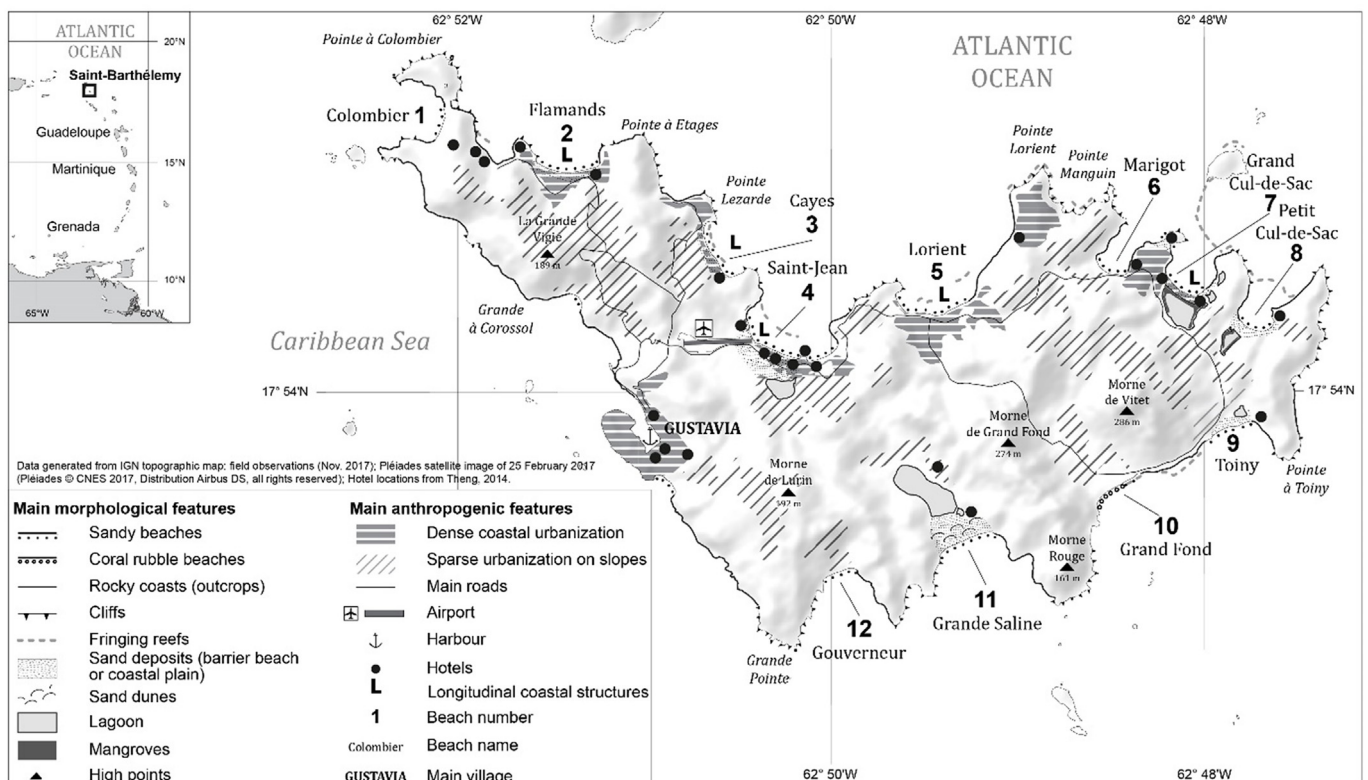 62° 52'W
62° 50'W
62° 48'W
ATLANTIC
OCEAN
20°N
Saint-Barthélemy
Guadeloupe
Martinique
15°N
Grenada
10°N
65°W
60°W
ATLANTIC
OCEAN
Pointe à Colombier
Colombier 1
Flamands
2
L
Pointe à Etages
Pointe
Lezarde
Cayes
3
L
Saint-Jean
4
L
La Grande
Vigie
189 m
Grande
à Corossol
Caribbean Sea
Lorient
5
L
Pointe
Lorient
Pointe
Manguin
Marigot
6
Grand
Cul-de-Sac
7
L
Petit
Cul-de-Sac
8
17° 54'N
17° 54'N
GUSTAVIA
Morne
de Vitet
286 m
Morne
de Grand Fond
274 m
Morne
de Lurin
192 m
9
Toiny
Pointe
à Toiny
10
Grand Fond
Morne
Rouge
161 m
11
Grande Saline
12
Gouverneur
Grande
Pointe
Data generated from IGN topographic map; field observations (Nov. 2017); Pléiades satellite image of 25 February 2017
(Pléiades © CNES 2017, Distribution Airbus DS, all rights reserved); Hotel locations from Theng, 2014.
Main morphological features
Sandy beaches
Coral rubble beaches
Rocky coasts (outcrops)
Cliffs
Fringing reefs
Sand deposits (barrier beach
or coastal plain)
Sand dunes
Lagoon
Mangroves
High points
Main anthropogenic features
Dense coastal urbanization
Sparse urbanization on slopes
Main roads
Airport
Harbour
Hotels
L Longitudinal coastal structures
1 Beach number
Colombier Beach name
GUSTAVIA Main village
62° 50'W
62° 48'W